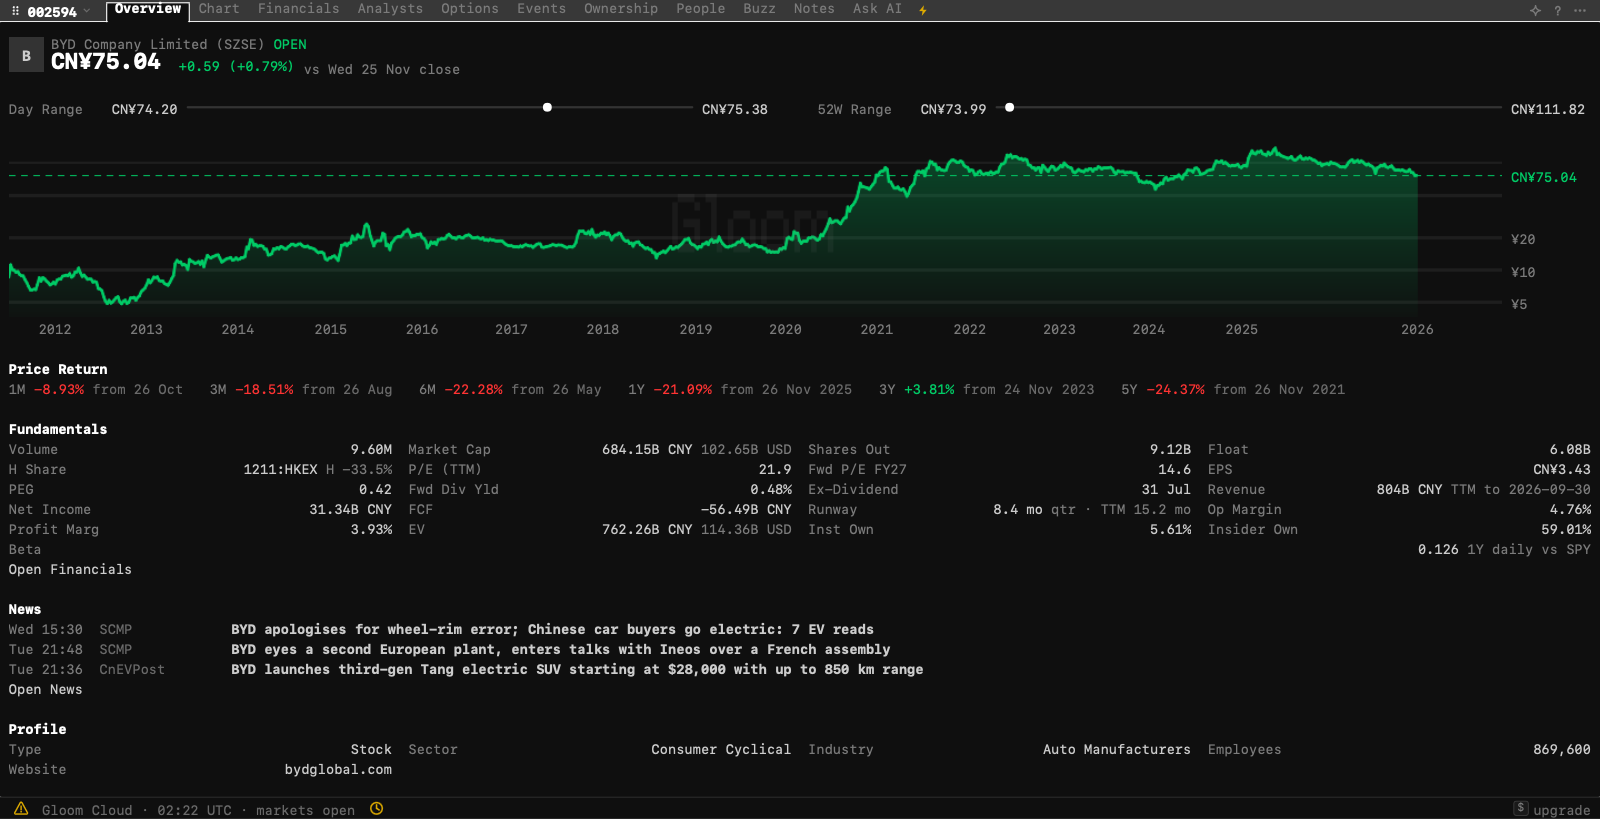 002594 Overview Chart Financials Analysts Options Events Ownership People Buzz Notes Ask AI ? ...
B
BYD Company Limited (SZSE) OPEN
CN¥75.04 +0.59 (+0.79%) vs Wed 25 Nov close
Day Range CN¥74.20 CN¥75.38 52W Range CN¥73.99 CN¥111.82
Gloom
CN¥75.04
¥20
¥10
¥5
2012 2013 2014 2015 2016 2017 2018 2019 2020 2021 2022 2023 2024 2025 2026
Price Return
1M −8.93% from 26 Oct 3M −18.51% from 26 Aug 6M −22.28% from 26 May 1Y −21.09% from 26 Nov 2025 3Y +3.81% from 24 Nov 2023 5Y −24.37% from 26 Nov 2021
Fundamentals
Volume 9.60M Market Cap 684.15B CNY 102.65B USD Shares Out 9.12B Float 6.08B
H Share 1211:HKEX H −33.5% P/E (TTM) 21.9 Fwd P/E FY27 14.6 EPS CN¥3.43
PEG 0.42 Fwd Div Yld 0.48% Ex-Dividend 31 Jul Revenue 804B CNY TTM to 2026-09-30
Net Income 31.34B CNY FCF −56.49B CNY Runway 8.4 mo qtr · TTM 15.2 mo Op Margin 4.76%
Profit Marg 3.93% EV 762.26B CNY 114.36B USD Inst Own 5.61% Insider Own 59.01%
Beta 0.126 1Y daily vs SPY
Open Financials
News
Wed 15:30 SCMP BYD apologises for wheel-rim error; Chinese car buyers go electric: 7 EV reads
Tue 21:48 SCMP BYD eyes a second European plant, enters talks with Ineos over a French assembly
Tue 21:36 CnEVPost BYD launches third-gen Tang electric SUV starting at $28,000 with up to 850 km range
Open News
Profile
Type Stock Sector Consumer Cyclical Industry Auto Manufacturers Employees 869,600
Website bydglobal.com
Gloom Cloud · 02:22 UTC · markets open $ upgrade